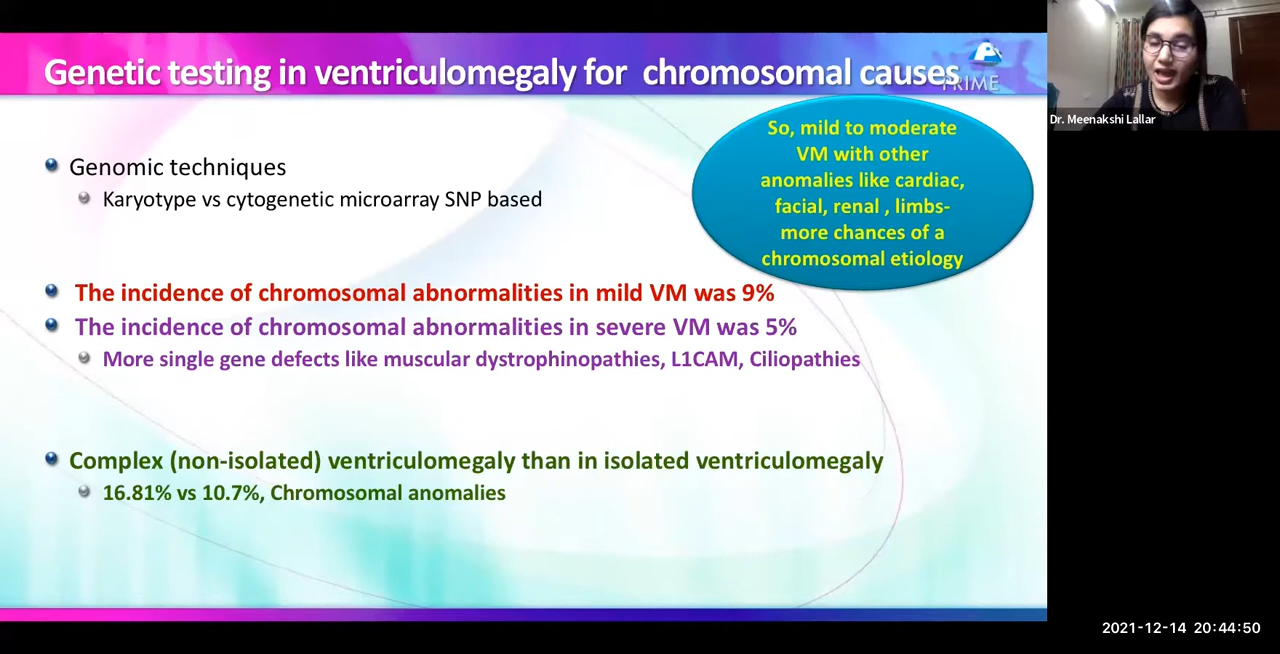 Genetic testing in ventriculomegaly for chromosomal causes
PRIME
Dr. Meenakshi Lallar
So, mild to moderate
VM with other
anomalies like cardiac,
facial, renal , limbs-
more chances of a
chromosomal etiology
Genomic techniques
Karyotype vs cytogenetic microarray SNP based
The incidence of chromosomal abnormalities in mild VM was 9%
The incidence of chromosomal abnormalities in severe VM was 5%
More single gene defects like muscular dystrophinopathies, L1CAM, Ciliopathies
Complex (non-isolated) ventriculomegaly than in isolated ventriculomegaly
16.81% vs 10.7%, Chromosomal anomalies
2021-12-14 20:44:50